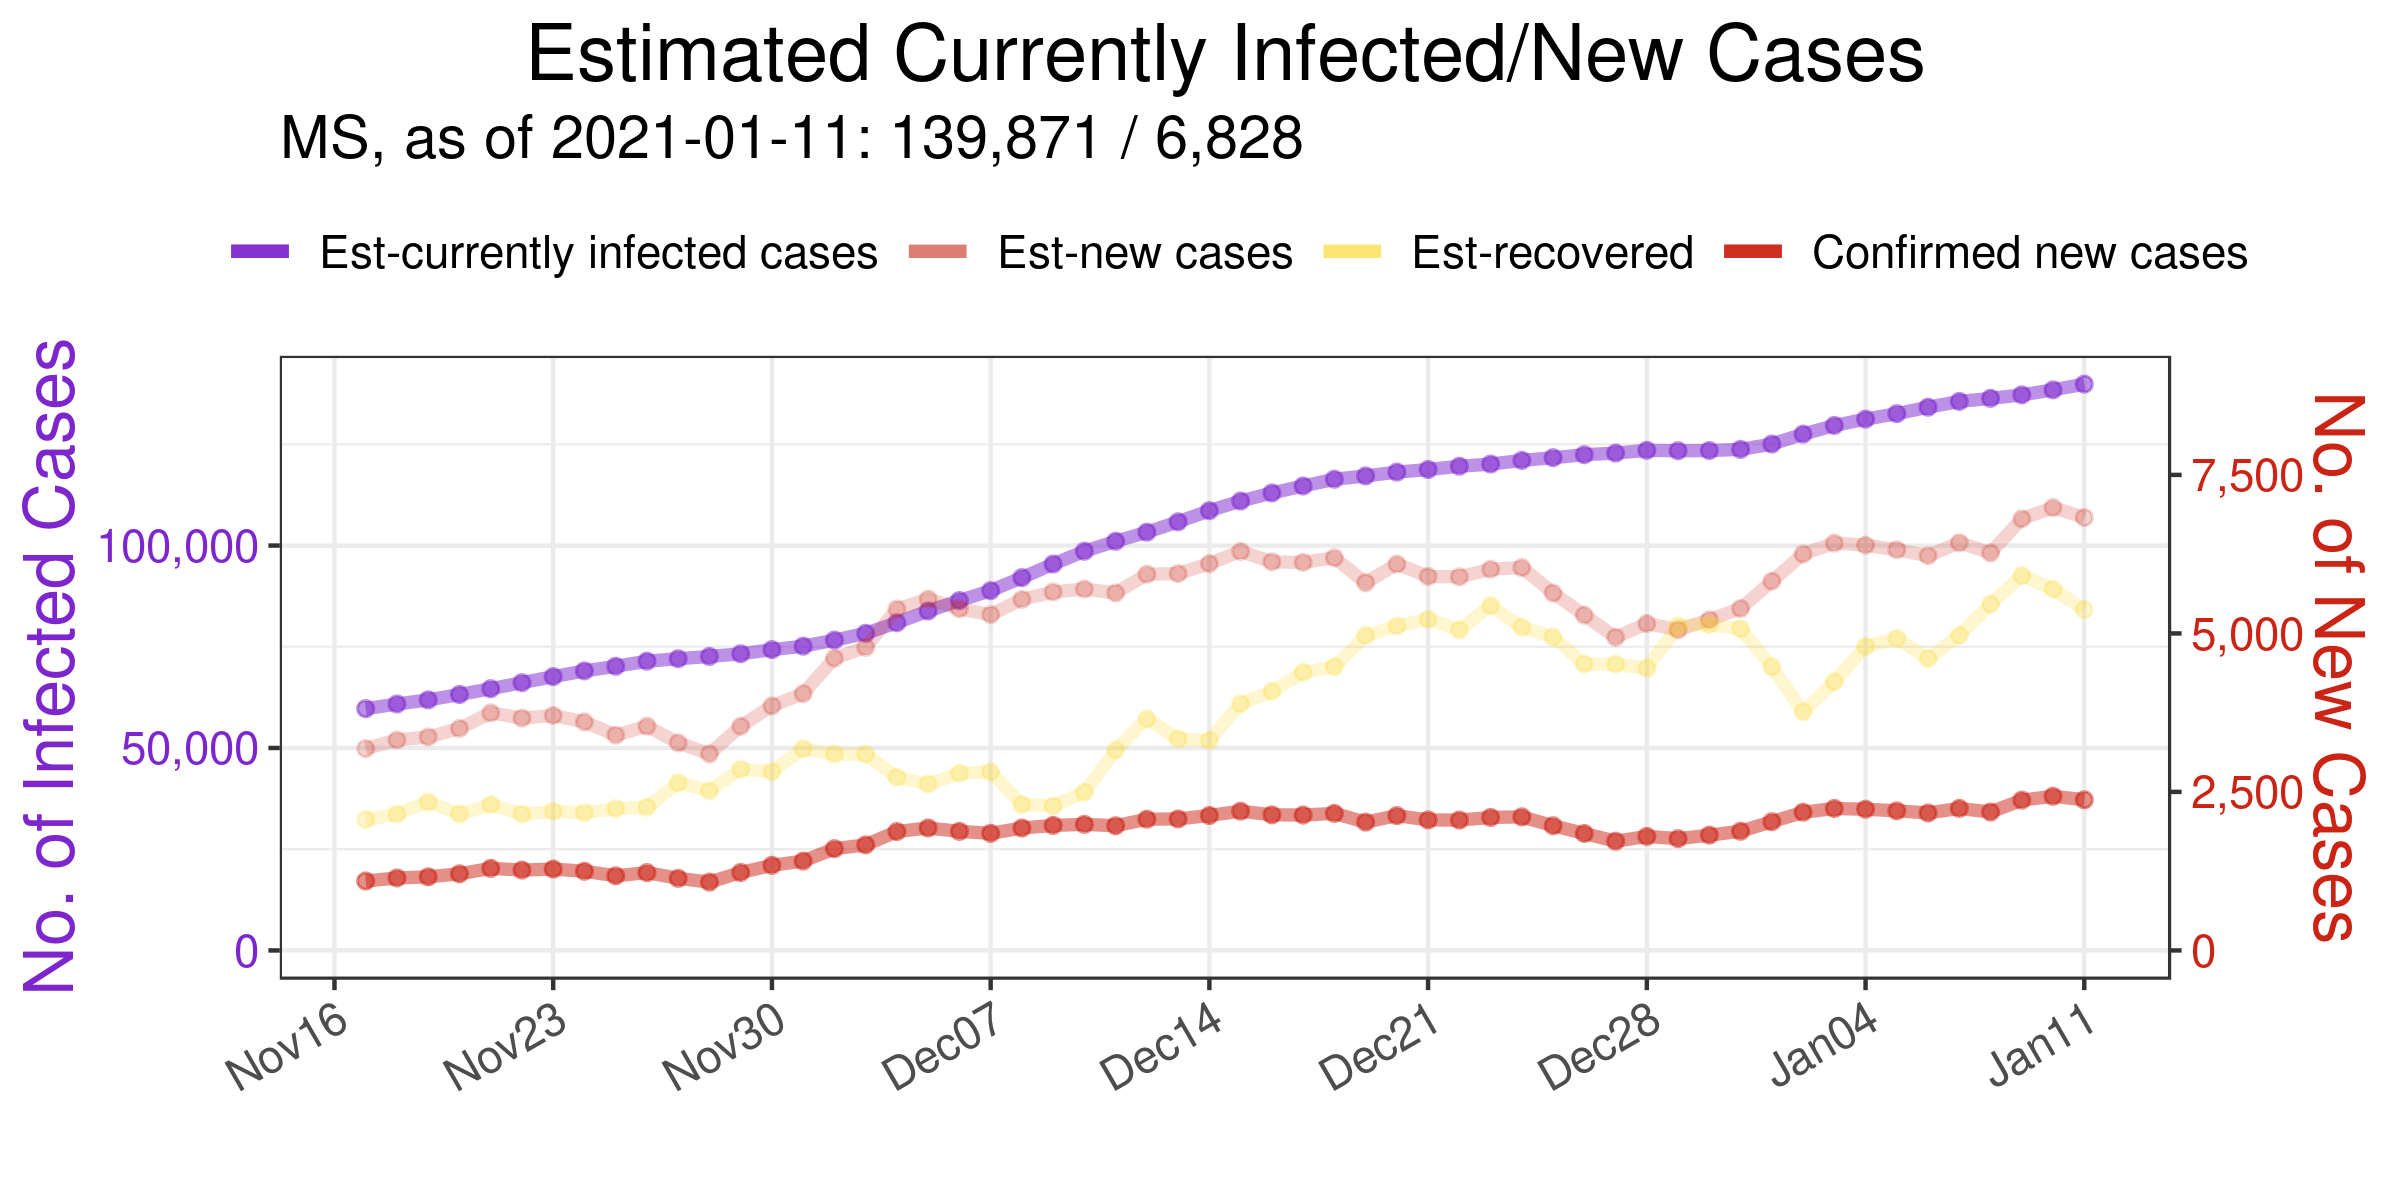 Estimated Currently Infected/New Cases
MS, as of 2021-01-11: 139,871 / 6,828
Est-currently infected cases Est-new cases Est-recovered Confirmed new cases
No. of Infected Cases
100,000
50,000
0
7,500
5,000
2,500
0
No. of New Cases
Nov16 Nov23 Nov30 Dec07 Dec14 Dec21 Dec28 Jan04 Jan11